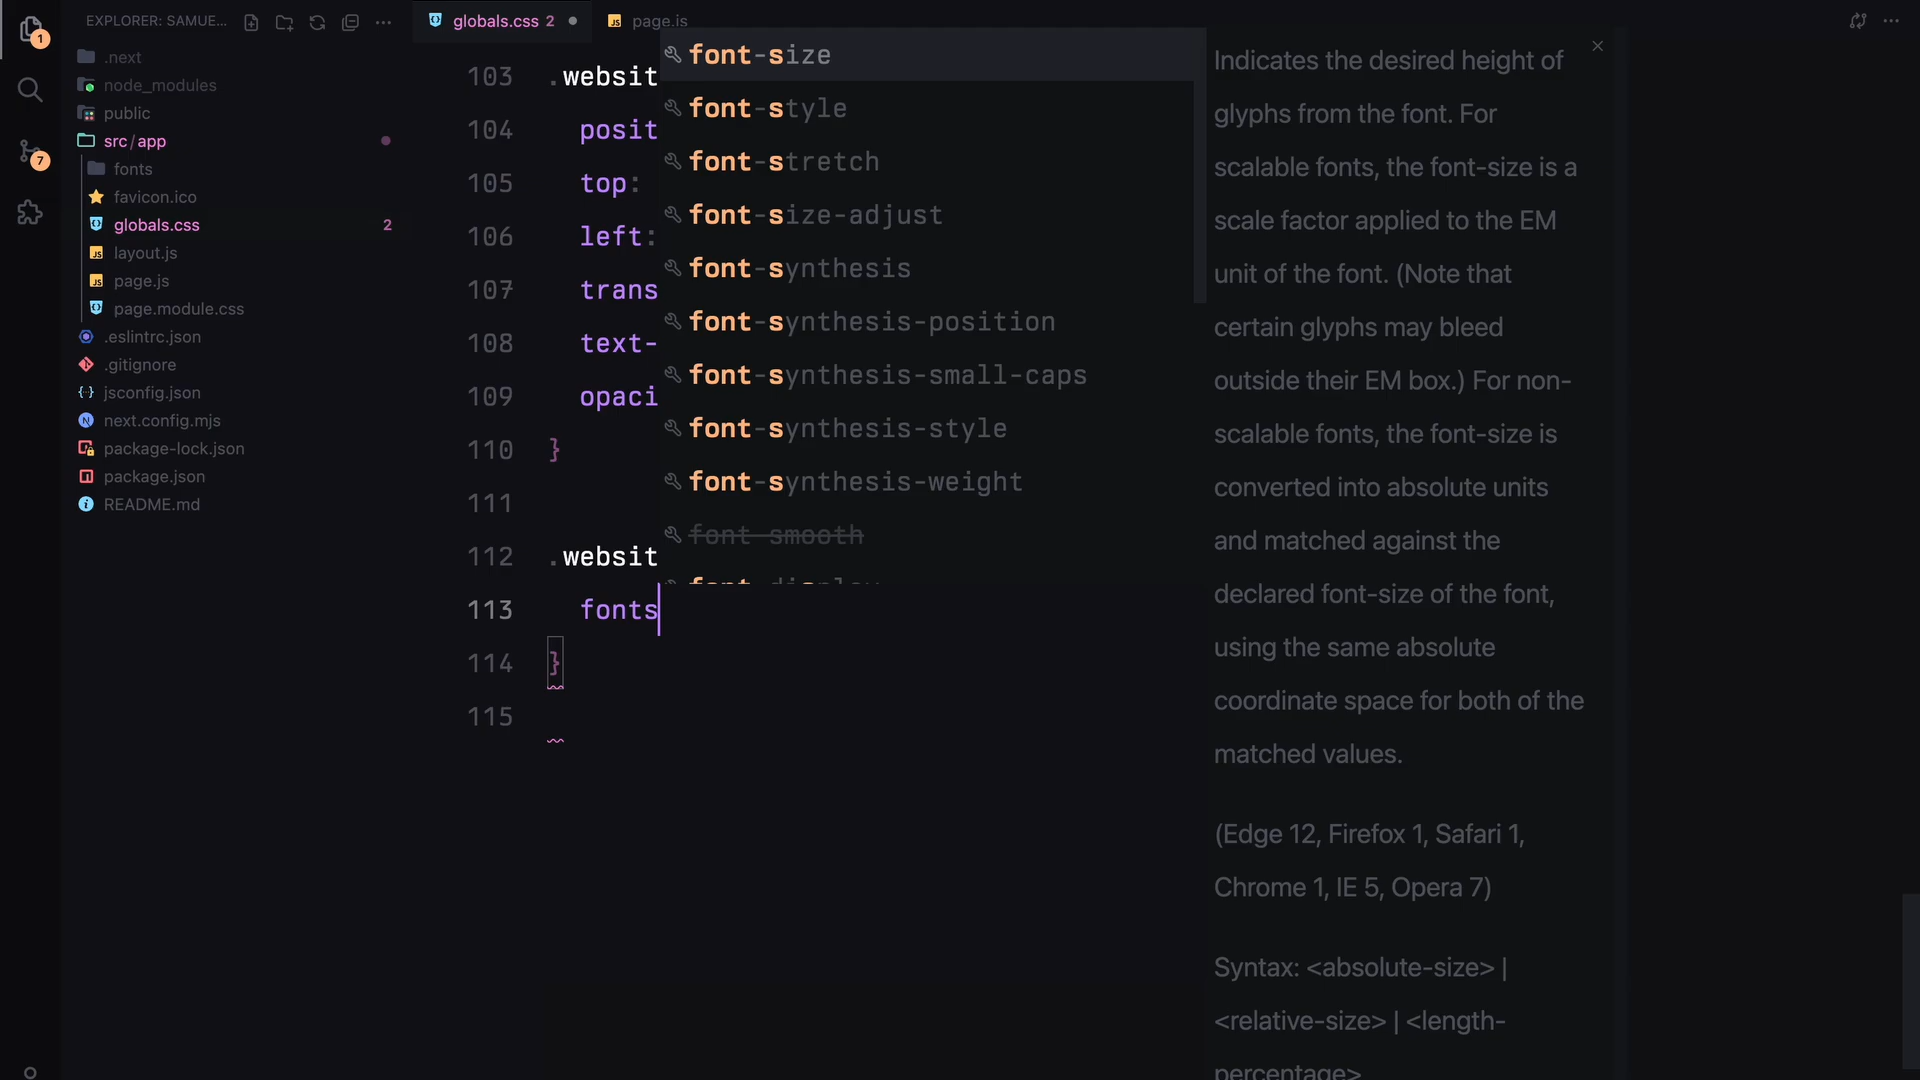 EXPLORER: SAMUE...
1
.next
node_modules
public
src/app
7
fonts
favicon.ico
globals.css 2
layout.js
page.js
page.module.css
.eslintrc.json
.gitignore
jsconfig.json
next.config.mjs
package-lock.json
package.json
README.md
globals.css 2
page.js
103 .websit
104 posit
105 top:
106 left:
107 trans
108 text-
109 opaci
110 }
111
112 .websit
113 fonts
114 }
115
font-size
font-style
font-stretch
font-size-adjust
font-synthesis
font-synthesis-position
font-synthesis-small-caps
font-synthesis-style
font-synthesis-weight
font-smooth
font-display
Indicates the desired height of
glyphs from the font. For
scalable fonts, the font-size is a
scale factor applied to the EM
unit of the font. (Note that
certain glyphs may bleed
outside their EM box.) For non-
scalable fonts, the font-size is
converted into absolute units
and matched against the
declared font-size of the font,
using the same absolute
coordinate space for both of the
matched values.
(Edge 12, Firefox 1, Safari 1,
Chrome 1, IE 5, Opera 7)
Syntax: <absolute-size> |
<relative-size> | <length-
percentage>